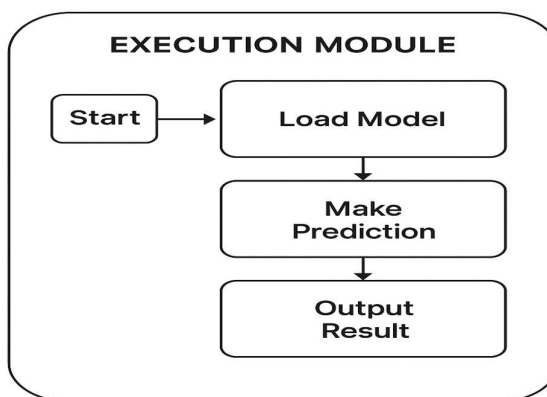 EXECUTION MODULE
Start
Load Model
Make
Prediction
Output
Result